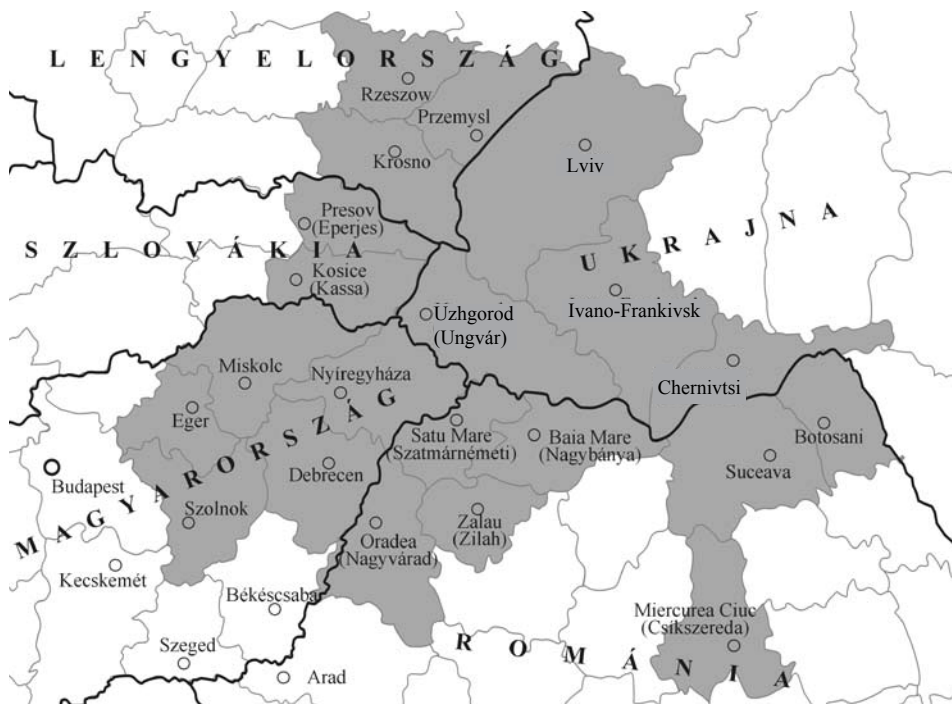 LENGYELORSZÁG
Rzeszow
Przemysl
Krosno
Lviv
Presov
(Eperjes)
UKRAJNA
SZLOVÁKIA
Kosice
(Kassa)
Ivano-Frankivsk
Uzhgorod
(Ungvár)
Miskolc
Nyíregyháza
Chernivtsi
Eger
MAGYARORSZÁG
Satu Mare
(Szatmárnémeti)
Baia Mare
(Nagybánya)
Botosani
Suceava
Budapest
Debrecen
Szolnok
Oradea
(Nagyvárad)
Zalau
(Zilah)
Kecskemét
Békéscsaba
Miercurea Ciuc
(Csíkszereda)
ROMÁNIA
Szeged
Arad